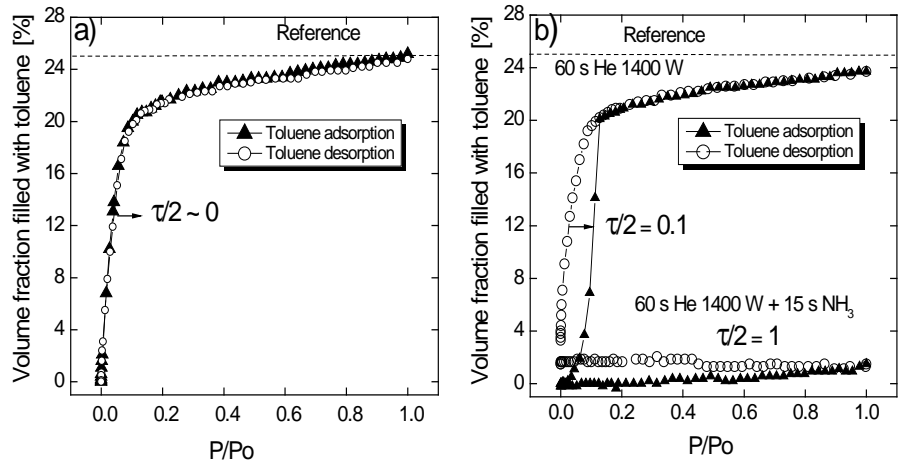 a)
Reference
Toluene adsorption
Toluene desorption
τ/2 ~ 0
Volume fraction filled with toluene [%]
28
24
20
16
12
8
4
0
0.0 0.2 0.4 0.6 0.8 1.0
P/Po
b)
Reference
60 s He 1400 W
Toluene adsorption
Toluene desorption
τ/2 = 0.1
60 s He 1400 W + 15 s NH₃
τ/2 = 1
Volume fraction filled with toluene [%]
28
24
20
16
12
8
4
0
0.0 0.2 0.4 0.6 0.8 1.0
P/Po